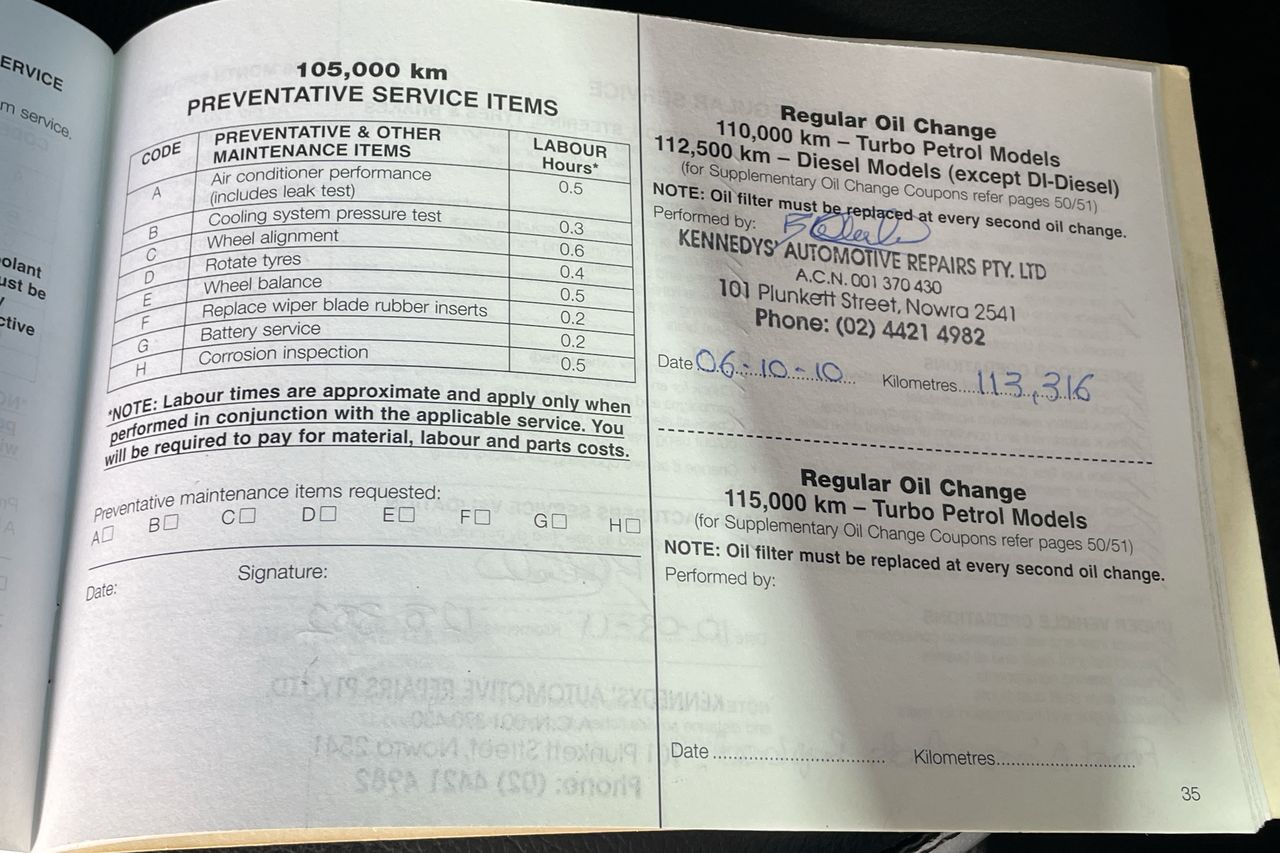 ERVICE
m service.
olant
ust be
ctive
105,000 km
PREVENTATIVE SERVICE ITEMS
CODE PREVENTATIVE & OTHER MAINTENANCE ITEMS LABOUR Hours*
A Air conditioner performance (includes leak test) 0.5
B Cooling system pressure test 0.3
C Wheel alignment 0.6
D Rotate tyres 0.4
E Wheel balance 0.5
F Replace wiper blade rubber inserts 0.2
G Battery service 0.2
H Corrosion inspection 0.5
*NOTE: Labour times are approximate and apply only when
performed in conjunction with the applicable service. You
will be required to pay for material, labour and parts costs.
Preventative maintenance items requested:
A□ B□ C□ D□ E□ F□ G□ H□
Date: Signature:
Regular Oil Change
110,000 km – Turbo Petrol Models
112,500 km – Diesel Models (except DI-Diesel)
(for Supplementary Oil Change Coupons refer pages 50/51)
NOTE: Oil filter must be replaced at every second oil change.
Performed by:
KENNEDYS' AUTOMOTIVE REPAIRS PTY. LTD
A.C.N. 001 370 430
101 Plunkett Street, Nowra 2541
Phone: (02) 4421 4982
Date 06-10-10 Kilometres 113,316
Regular Oil Change
115,000 km – Turbo Petrol Models
(for Supplementary Oil Change Coupons refer pages 50/51)
NOTE: Oil filter must be replaced at every second oil change.
Performed by:
Date Kilometres
35